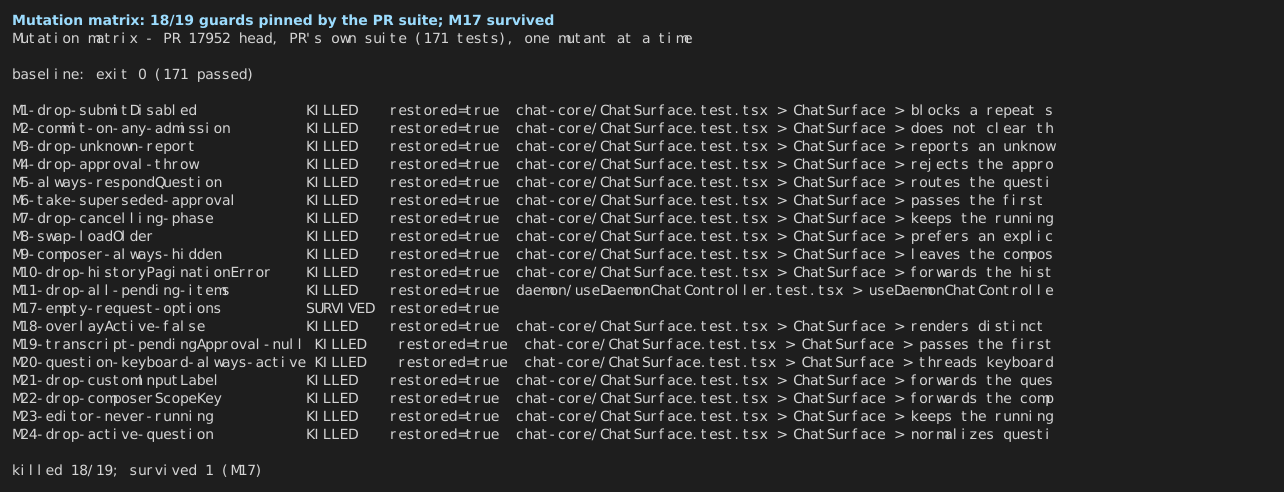 Mutation matrix: 18/19 guards pinned by the PR suite; M17 survived
Mutation matrix - PR 17952 head, PR's own suite (171 tests), one mutant at a time
baseline: exit 0 (171 passed)
M1-drop-submitDisabled KILLED restored=true chat-core/ChatSurface.test.tsx > ChatSurface > blocks a repeat s
M2-commit-on-any-admission KILLED restored=true chat-core/ChatSurface.test.tsx > ChatSurface > does not clear th
M3-drop-unknown-report KILLED restored=true chat-core/ChatSurface.test.tsx > ChatSurface > reports an unknow
M4-drop-approval-throw KILLED restored=true chat-core/ChatSurface.test.tsx > ChatSurface > rejects the appro
M5-always-respondQuestion KILLED restored=true chat-core/ChatSurface.test.tsx > ChatSurface > routes the questi
M6-take-superseded-approval KILLED restored=true chat-core/ChatSurface.test.tsx > ChatSurface > passes the first
M7-drop-cancelling-phase KILLED restored=true chat-core/ChatSurface.test.tsx > ChatSurface > keeps the running
M8-swap-loadOlder KILLED restored=true chat-core/ChatSurface.test.tsx > ChatSurface > prefers an explic
M9-composer-always-hidden KILLED restored=true chat-core/ChatSurface.test.tsx > ChatSurface > leaves the compos
M10-drop-historyPaginationError KILLED restored=true chat-core/ChatSurface.test.tsx > ChatSurface > forwards the hist
M11-drop-all-pending-items KILLED restored=true daemon/useDaemonChatController.test.tsx > useDaemonChatControlle
M17-empty-request-options SURVIVED restored=true
M18-overlayActive-false KILLED restored=true chat-core/ChatSurface.test.tsx > ChatSurface > renders distinct
M19-transcript-pendingApproval-null KILLED restored=true chat-core/ChatSurface.test.tsx > ChatSurface > passes the first
M20-question-keyboard-always-active KILLED restored=true chat-core/ChatSurface.test.tsx > ChatSurface > threads keyboard
M21-drop-customInputLabel KILLED restored=true chat-core/ChatSurface.test.tsx > ChatSurface > forwards the ques
M22-drop-composerScopeKey KILLED restored=true chat-core/ChatSurface.test.tsx > ChatSurface > forwards the comp
M23-editor-never-running KILLED restored=true chat-core/ChatSurface.test.tsx > ChatSurface > keeps the running
M24-drop-active-question KILLED restored=true chat-core/ChatSurface.test.tsx > ChatSurface > normalizes questi
killed 18/19; survived 1 (M17)